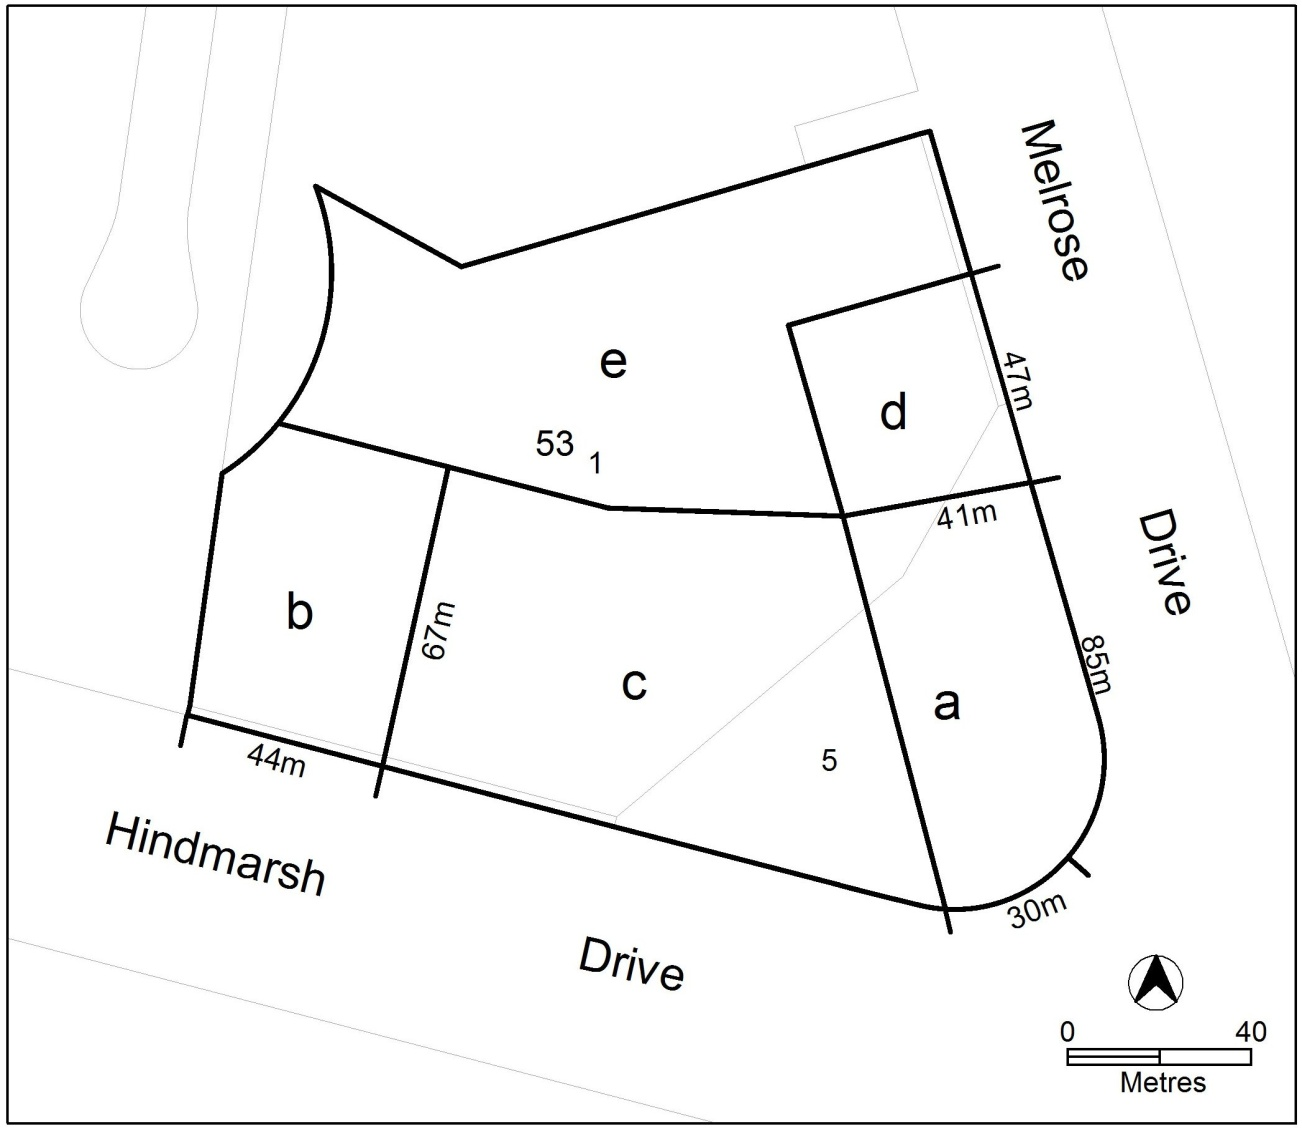 Melrose
Drive
47m
e
d
53
1
41m
b
67m
c
a
85m
5
44m
30m
Hindmarsh
Drive
0 40
Metres